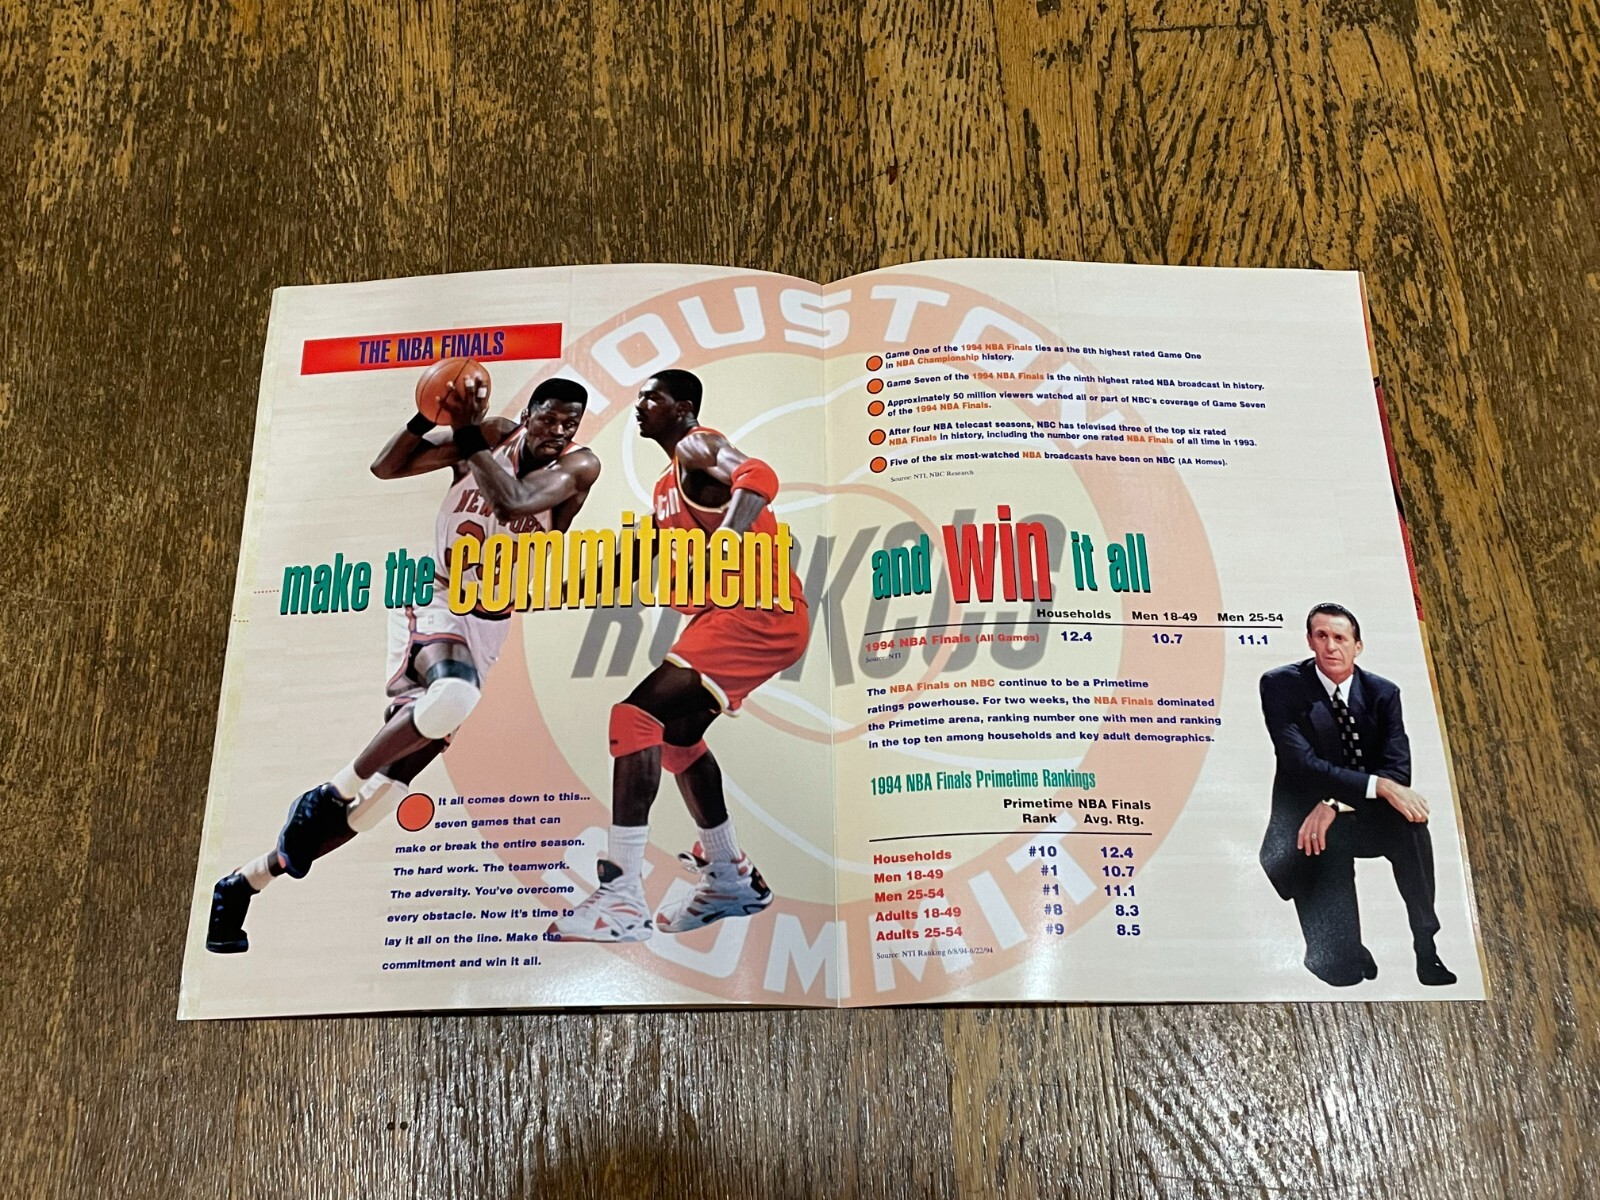 THE NBA FINALS
HOUSTON
NEW YORK
make the commitment
and win it all
ROCKETS
SUMMIT
It all comes down to this...
seven games that can
make or break the entire season.
The hard work. The teamwork.
The adversity. You've overcome
every obstacle. Now it's time to
lay it all on the line. Make the
commitment and win it all.
Game One of the 1994 NBA Finals ties as the 8th highest rated Game One
in NBA Championship history.
Game Seven of the 1994 NBA Finals is the ninth highest rated NBA broadcast in history.
Approximately 50 million viewers watched all or part of NBC's coverage of Game Seven
of the 1994 NBA Finals.
After four NBA telecast seasons, NBC has televised three of the top six rated
NBA Finals in history, including the number one rated NBA Finals of all time in 1993.
Five of the six most-watched NBA broadcasts have been on NBC (AA Homes).
Source: NTI; NBC Research
Households Men 18-49 Men 25-54
1994 NBA Finals (All Games) 12.4 10.7 11.1
Source: NTI
The NBA Finals on NBC continue to be a Primetime
ratings powerhouse. For two weeks, the NBA Finals dominated
the Primetime arena, ranking number one with men and ranking
in the top ten among households and key adult demographics.
1994 NBA Finals Primetime Rankings
Primetime NBA Finals
Rank Avg. Rtg.
Households #10 12.4
Men 18-49 #1 10.7
Men 25-54 #1 11.1
Adults 18-49 #8 8.3
Adults 25-54 #9 8.5
Source: NTI Ranking 6/8/94-6/22/94